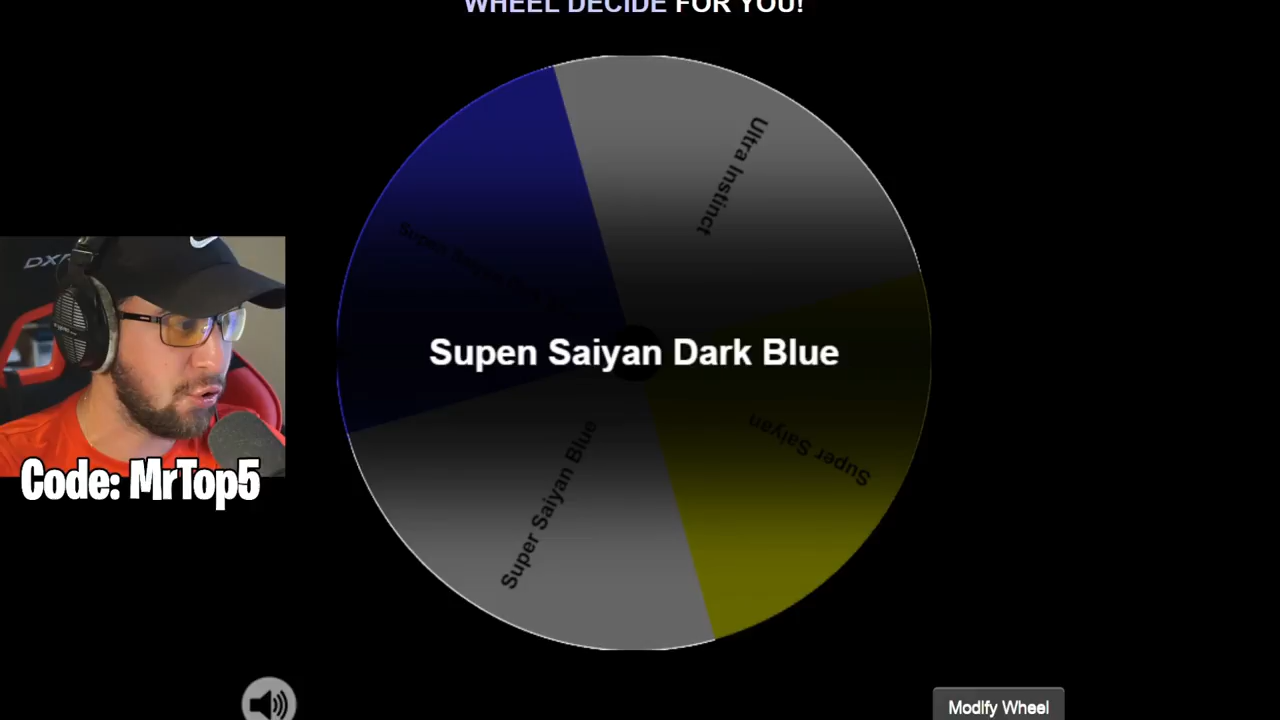 WHEEL DECIDE FOR YOU!
Ultra Instinct
Supen Saiyan Dark Blue
Super Saiyan
Super Saiyan Blue
DX
Code: MrTop5
Modify Wheel